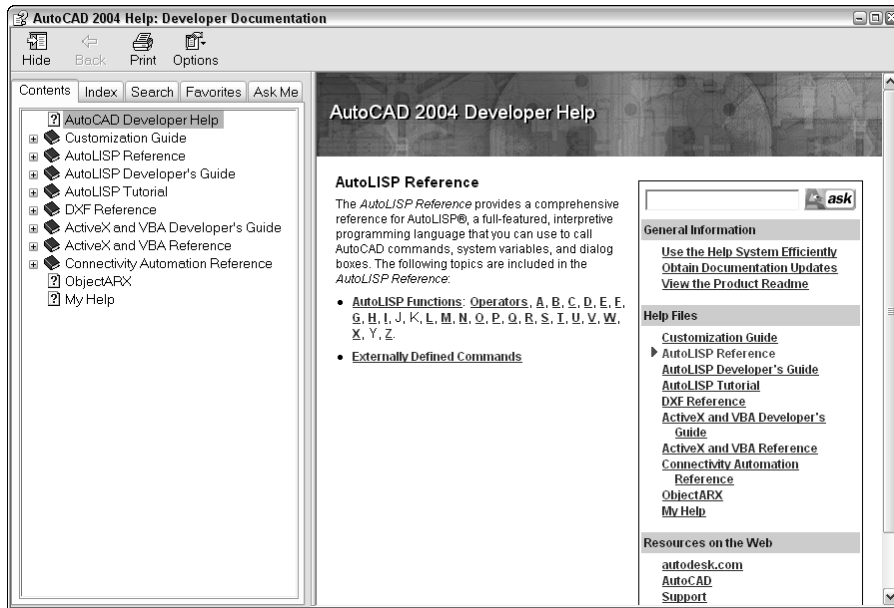 AutoCAD 2004 Help: Developer Documentation
Hide Back Print Options
Contents Index Search Favorites Ask Me
AutoCAD Developer Help
Customization Guide
AutoLISP Reference
AutoLISP Developer's Guide
AutoLISP Tutorial
DXF Reference
ActiveX and VBA Developer's Guide
ActiveX and VBA Reference
Connectivity Automation Reference
ObjectARX
My Help
AutoCAD 2004 Developer Help
AutoLISP Reference
The AutoLISP Reference provides a comprehensive
reference for AutoLISP®, a full-featured, interpretive
programming language that you can use to call
AutoCAD commands, system variables, and dialog
boxes. The following topics are included in the
AutoLISP Reference:
• AutoLISP Functions: Operators, A, B, C, D, E, F,
G, H, I, J, K, L, M, N, O, P, Q, R, S, T, U, V, W,
X, Y, Z.
• Externally Defined Commands
ask
General Information
Use the Help System Efficiently
Obtain Documentation Updates
View the Product Readme
Help Files
Customization Guide
AutoLISP Reference
AutoLISP Developer's Guide
AutoLISP Tutorial
DXF Reference
ActiveX and VBA Developer's
Guide
ActiveX and VBA Reference
Connectivity Automation
Reference
ObjectARX
My Help
Resources on the Web
autodesk.com
AutoCAD
Support